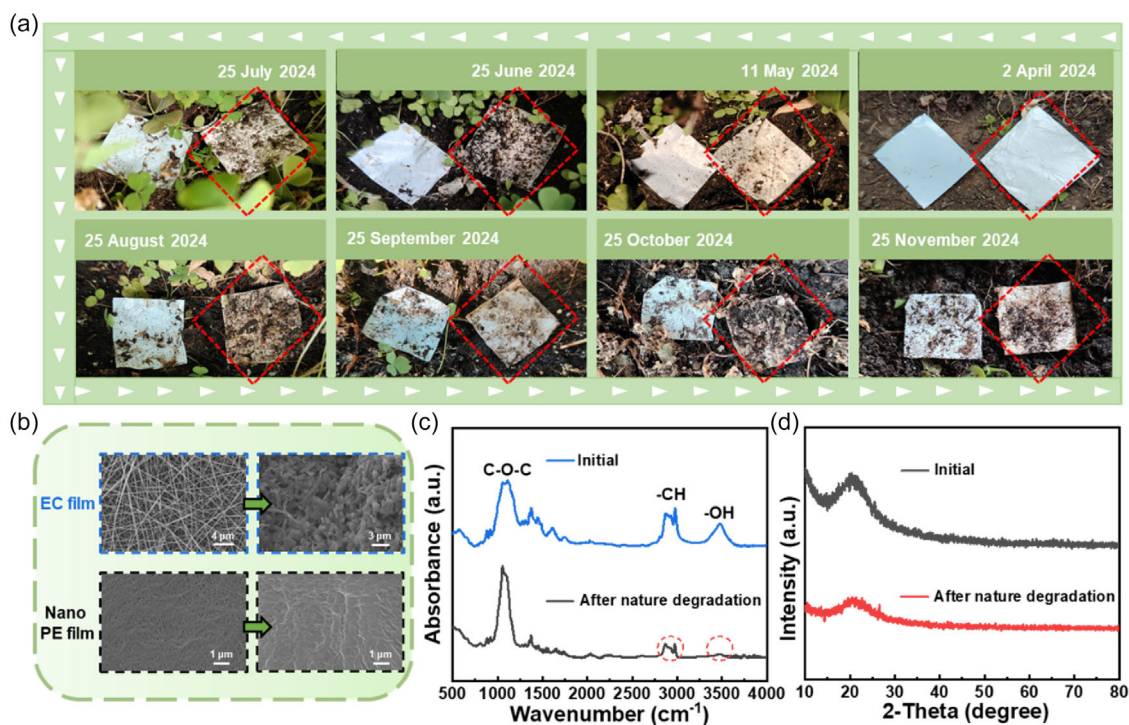 (a)
25 July 2024
25 June 2024
11 May 2024
2 April 2024
25 August 2024
25 September 2024
25 October 2024
25 November 2024
(b)
EC film
4 μm
3 μm
Nano
PE film
1 μm
1 μm
(c)
C-O-C
Initial
-CH
-OH
After nature degradation
Absorbance (a.u.)
500 1000 1500 2000 2500 3000 3500 4000
Wavenumber (cm⁻¹)
(d)
Initial
After nature degradation
Intensity (a.u.)
10 20 30 40 50 60 70 80
2-Theta (degree)